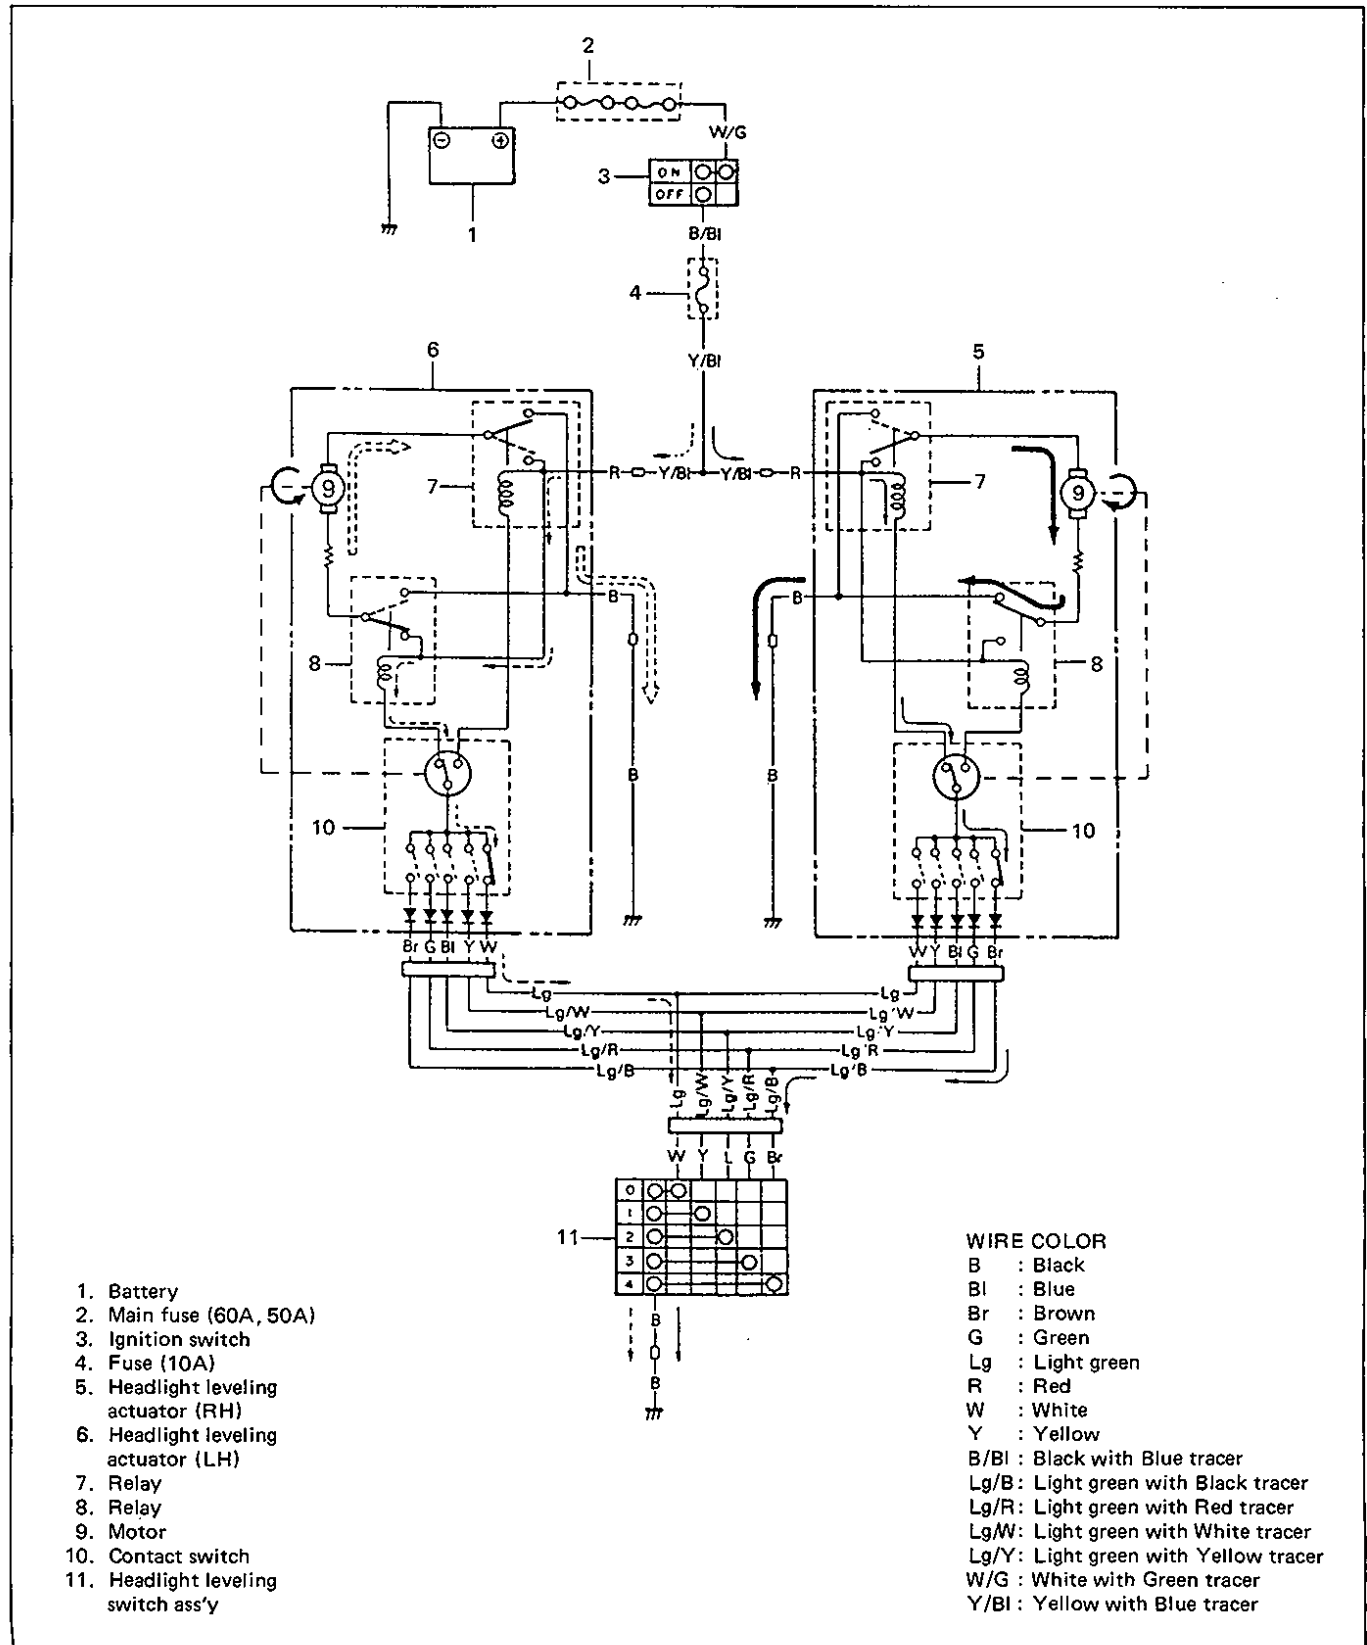 2
W/G
3
ON
OFF
1
B/Bl
4
Y/Bl
6
5
R
Y/Bl
Y/Bl
R
7
7
9
9
B
B
8
8
B
B
10
10
Br G Bl Y W
W Y Bl G Br
Lg
Lg
Lg/W
Lg/W
Lg/Y
Lg/Y
Lg/R
Lg/R
Lg/B
Lg/B
Lg
Lg/W
Lg/Y
Lg/R
Lg/B
W Y L G Br
0
1
2
3
4
11
B
B
1. Battery
2. Main fuse (60A, 50A)
3. Ignition switch
4. Fuse (10A)
5. Headlight leveling
actuator (RH)
6. Headlight leveling
actuator (LH)
7. Relay
8. Relay
9. Motor
10. Contact switch
11. Headlight leveling
switch ass'y
WIRE COLOR
B : Black
Bl : Blue
Br : Brown
G : Green
Lg : Light green
R : Red
W : White
Y : Yellow
B/Bl : Black with Blue tracer
Lg/B: Light green with Black tracer
Lg/R: Light green with Red tracer
Lg/W: Light green with White tracer
Lg/Y: Light green with Yellow tracer
W/G : White with Green tracer
Y/Bl : Yellow with Blue tracer